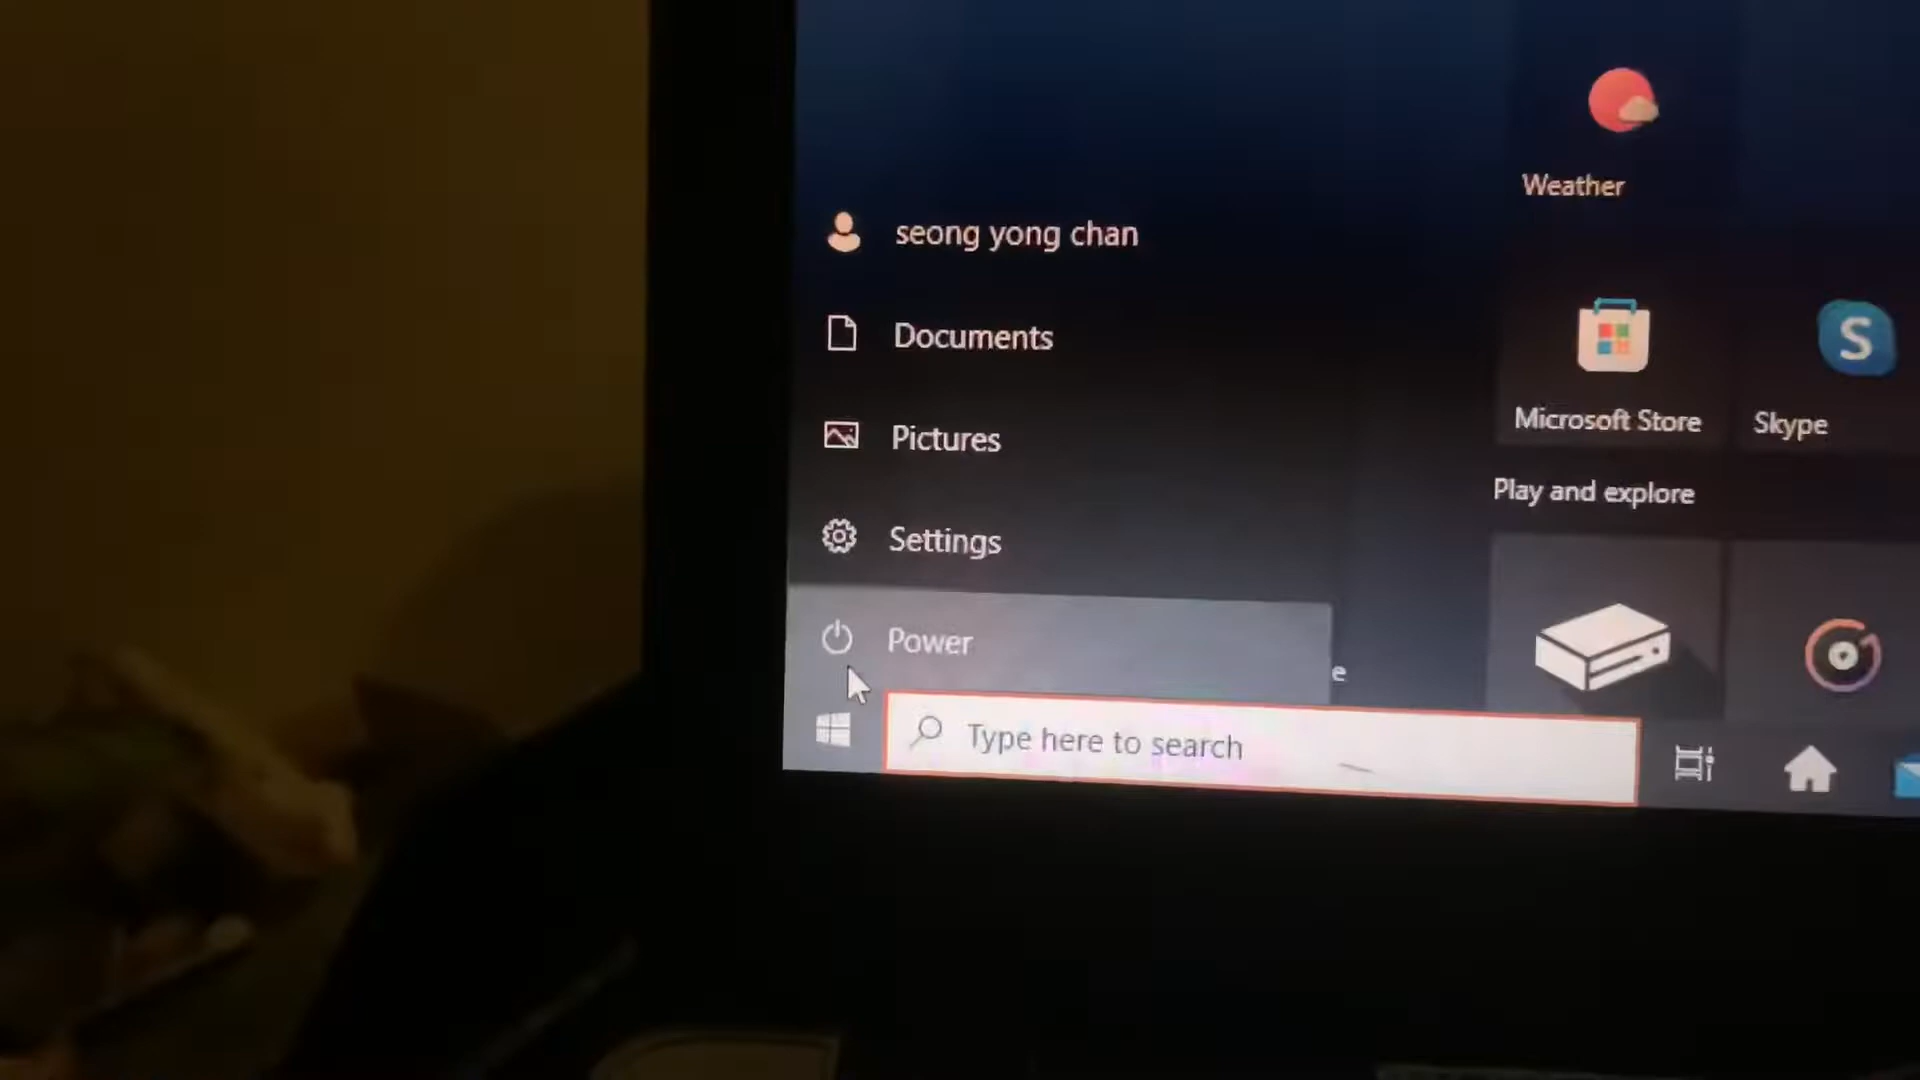 Weather
seong yong chan
Documents
Microsoft Store
Skype
Pictures
Play and explore
Settings
Power
e
Type here to search